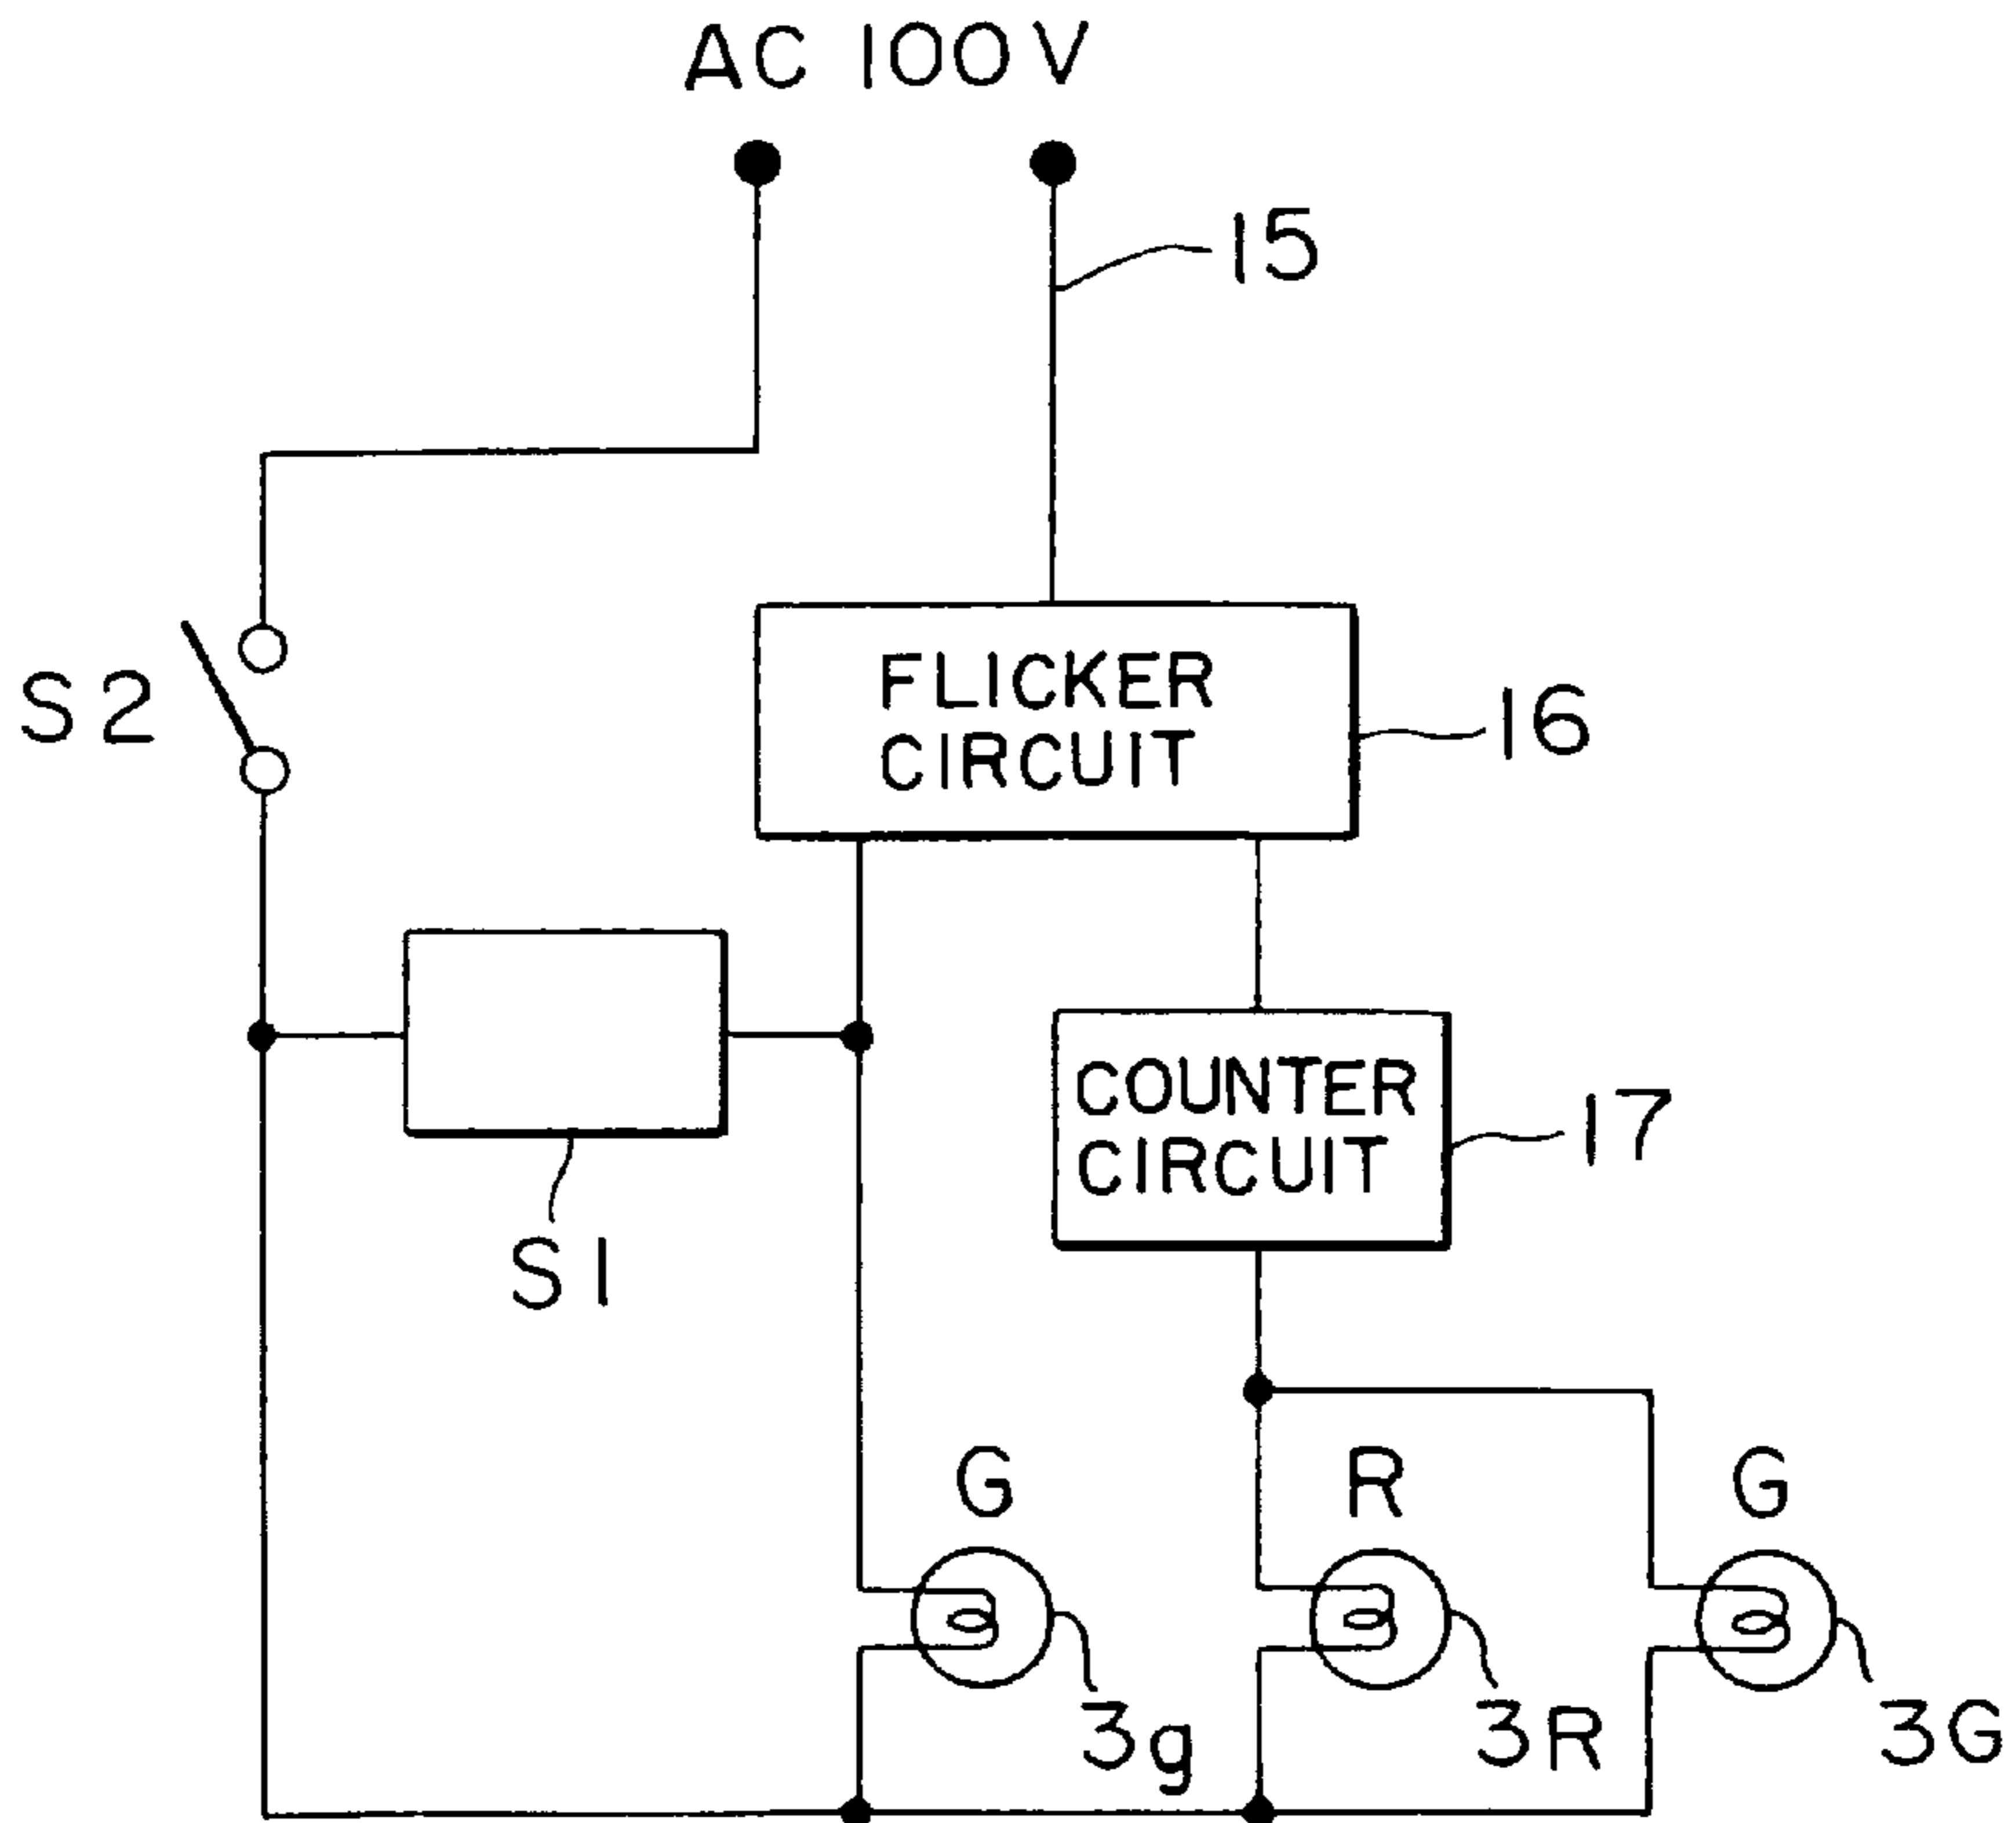 AC 100V
15
S2
FLICKER
CIRCUIT
16
COUNTER
CIRCUIT
17
S1
G
R
G
3g
3R
3G